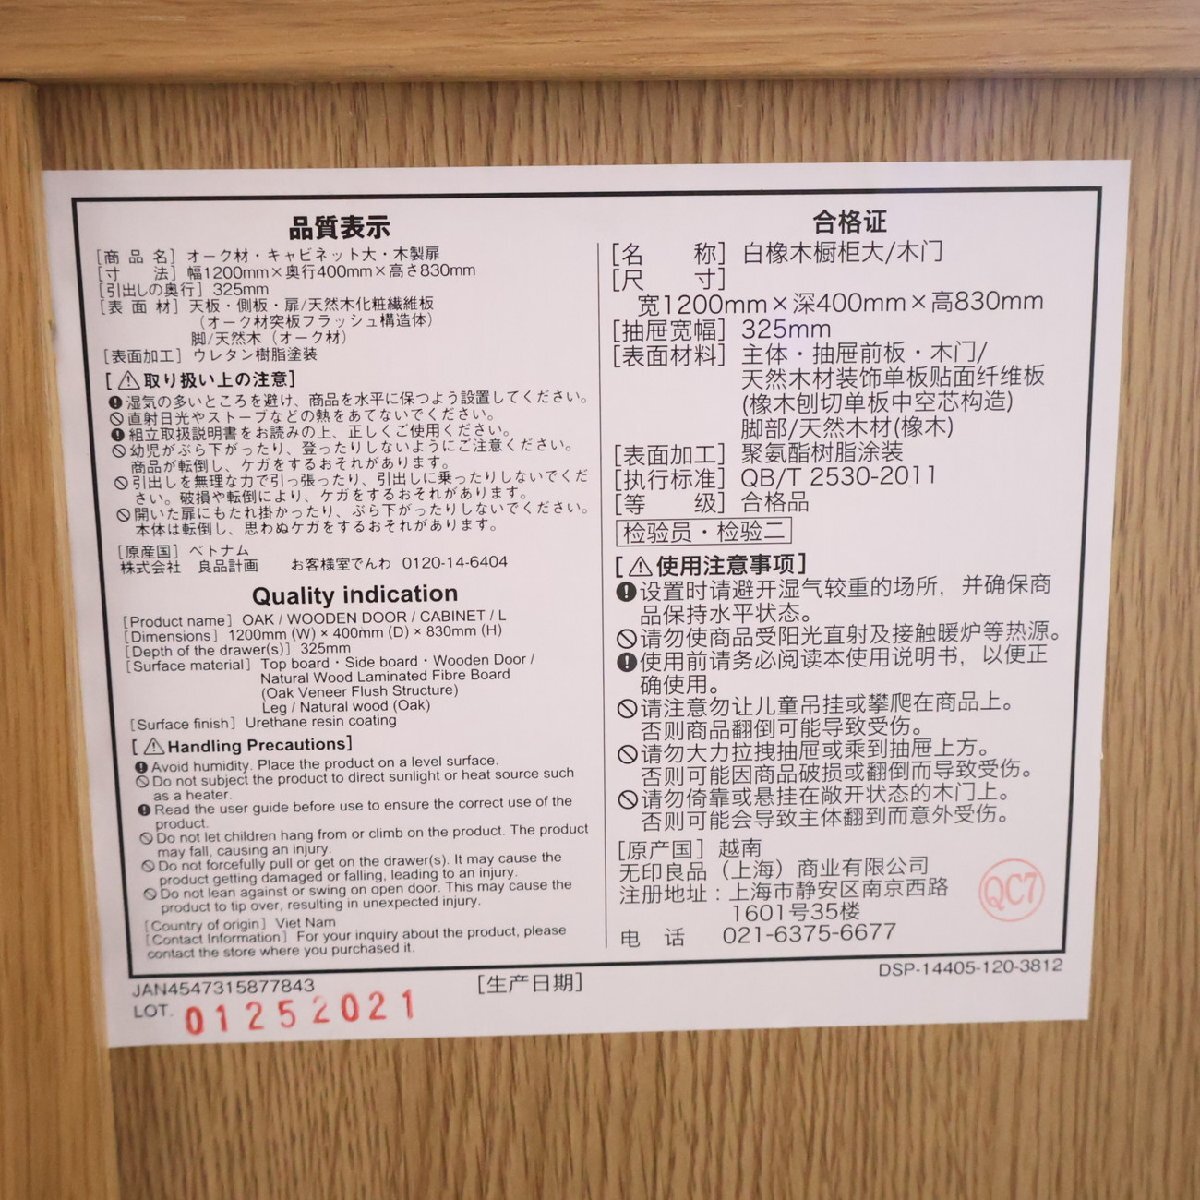 品質表示
[商品名] オーク材・キャビネット大・木製扉
[寸　法] 幅1200mm×奥行400mm×高さ830mm
[引出しの奥行] 325mm
[表面材] 天板・側板・扉/天然木化粧繊維板
(オーク材突板フラッシュ構造体)
脚/天然木(オーク材)
[表面加工] ウレタン樹脂塗装
[⚠取り扱い上の注意]
湿気の多いところを避け、商品を水平に保つよう設置してください。
直射日光やストーブなどの熱をあてないでください。
組立取扱説明書をお読みの上、正しくご使用ください。
幼児がぶら下がったり、登ったりしないようにご注意ください。
商品が転倒し、ケガをするおそれがあります。
引出しを無理な力で引っ張ったり、引出しに乗ったりしないでくだ
さい。破損や転倒により、ケガをするおそれがあります。
開いた扉にもたれ掛かったり、ぶら下がったりしないでください。
本体は転倒し、思わぬケガをするおそれがあります。
[原産国] ベトナム
株式会社 良品計画 お客様室でんわ 0120-14-6404
Quality indication
[Product name] OAK / WOODEN DOOR / CABINET / L
[Dimensions] 1200mm (W) × 400mm (D) × 830mm (H)
[Depth of the drawer(s)] 325mm
[Surface material] Top board・Side board・Wooden Door /
Natural Wood Laminated Fibre Board
(Oak Veneer Flush Structure)
Leg / Natural wood (Oak)
[Surface finish] Urethane resin coating
[⚠Handling Precautions]
Avoid humidity. Place the product on a level surface.
Do not subject the product to direct sunlight or heat source such
as a heater.
Read the user guide before use to ensure the correct use of the
product.
Do not let children hang from or climb on the product. The product
may fall, causing an injury.
Do not forcefully pull or get on the drawer(s). It may cause the
product getting damaged or falling, leading to an injury.
Do not lean against or swing on open door. This may cause the
product to tip over, resulting in unexpected injury.
[Country of origin] Viet Nam
[Contact Information] For your inquiry about the product, please
contact the store where you purchased it.
合格证
[名　称] 白橡木橱柜大/木门
[尺　寸]
宽1200mm×深400mm×高830mm
[抽屉宽幅] 325mm
[表面材料] 主体・抽屉前板・木门/
天然木材装饰单板贴面纤维板
(橡木刨切单板中空芯构造)
脚部/天然木材(橡木)
[表面加工] 聚氨酯树脂涂装
[执行标准] QB/T 2530-2011
[等　级] 合格品
检验员・检验二
[⚠使用注意事项]
设置时请避开湿气较重的场所，并确保商
品保持水平状态。
请勿使商品受阳光直射及接触暖炉等热源。
使用前请务必阅读本使用说明书，以便正
确使用。
请注意勿让儿童吊挂或攀爬在商品上。
否则商品翻倒可能导致受伤。
请勿大力拉拽抽屉或乘到抽屉上方。
否则可能因商品破损或翻倒而导致受伤。
请勿倚靠或悬挂在敞开状态的木门上。
否则可能会导致主体翻到而意外受伤。
[原产国] 越南
无印良品（上海）商业有限公司
注册地址：上海市静安区南京西路
1601号35楼
电　话 021-6375-6677
QC7
JAN4547315877843 [生产日期] DSP-14405-120-3812
LOT. 01252021